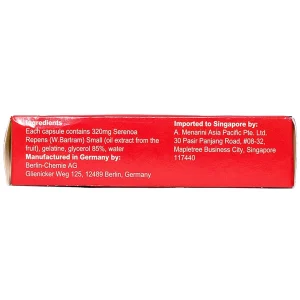 Ingredients
Each capsule contains 320mg Serenoa
Repens (W.Bartram) Small (oil extract from the
fruit), gelatine, glycerol 85%, water
Manufactured in Germany by:
Berlin-Chemie AG
Glienicker Weg 125, 12489 Berlin, Germany
Imported to Singapore by:
A. Menarini Asia Pacific Pte. Ltd.
30 Pasir Panjang Road, #08-32,
Mapletree Business City, Singapore
117440